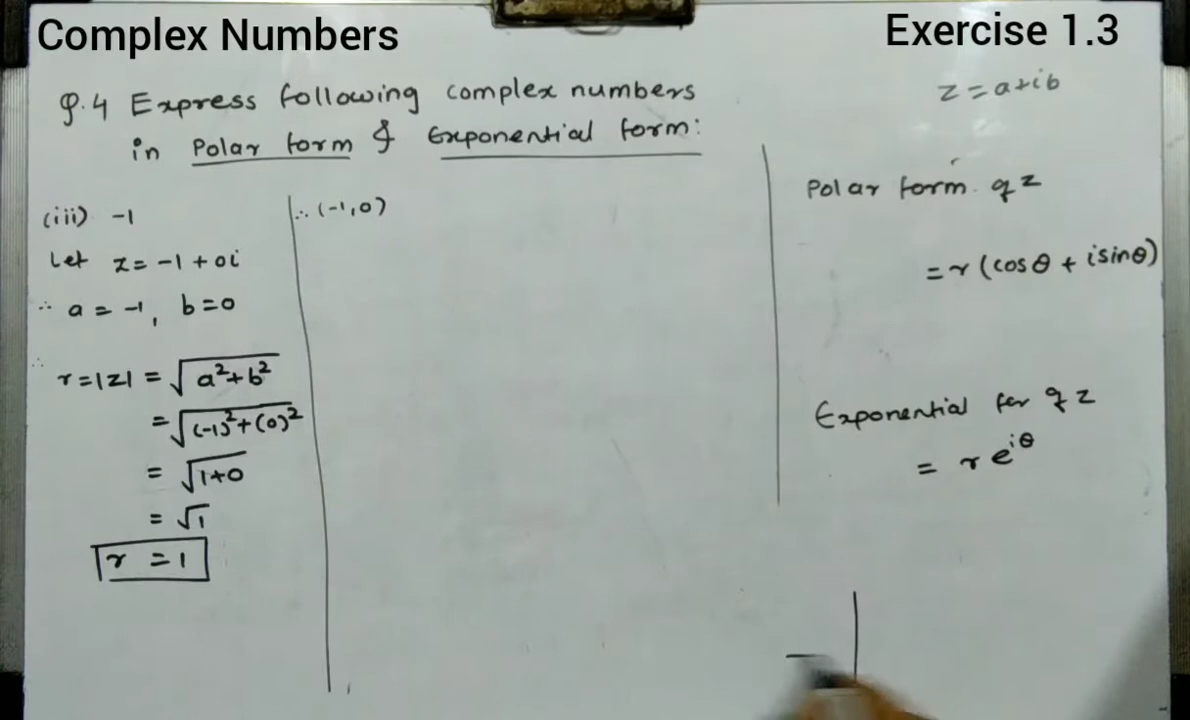 Complex Numbers
Exercise 1.3
Q.4 Express following complex numbers
in Polar form & Exponential form:
(iii) -1
Let z = -1 + 0i
∴ a = -1, b = 0
∴ r = |z| = √(a² + b²)
= √((-1)² + (0)²)
= √(1+0)
= √1
r = 1
∴ (-1, 0)
z = a + ib
Polar form of z
= r (cosθ + i sinθ)
Exponential for of z
= r e^{iθ}